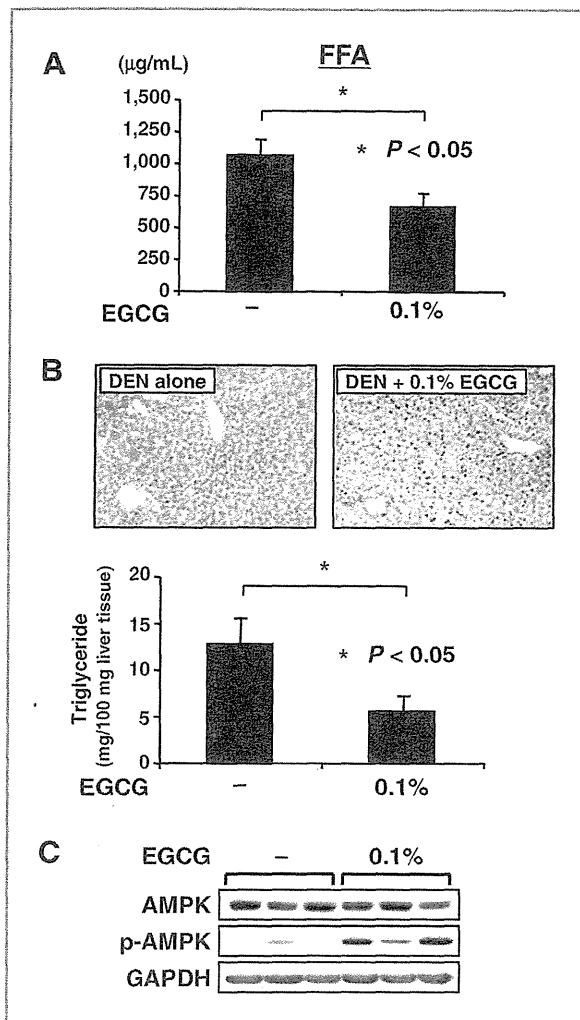 A (µg/mL) FFA
1,500
*
1,250
* P < 0.05
1,000
750
500
250
0
EGCG – 0.1%
B
DEN alone DEN + 0.1% EGCG
Triglyceride
(mg/100 mg liver tissue)
20
*
15
* P < 0.05
10
5
0
EGCG – 0.1%
C EGCG – 0.1%
AMPK
p-AMPK
GAPDH